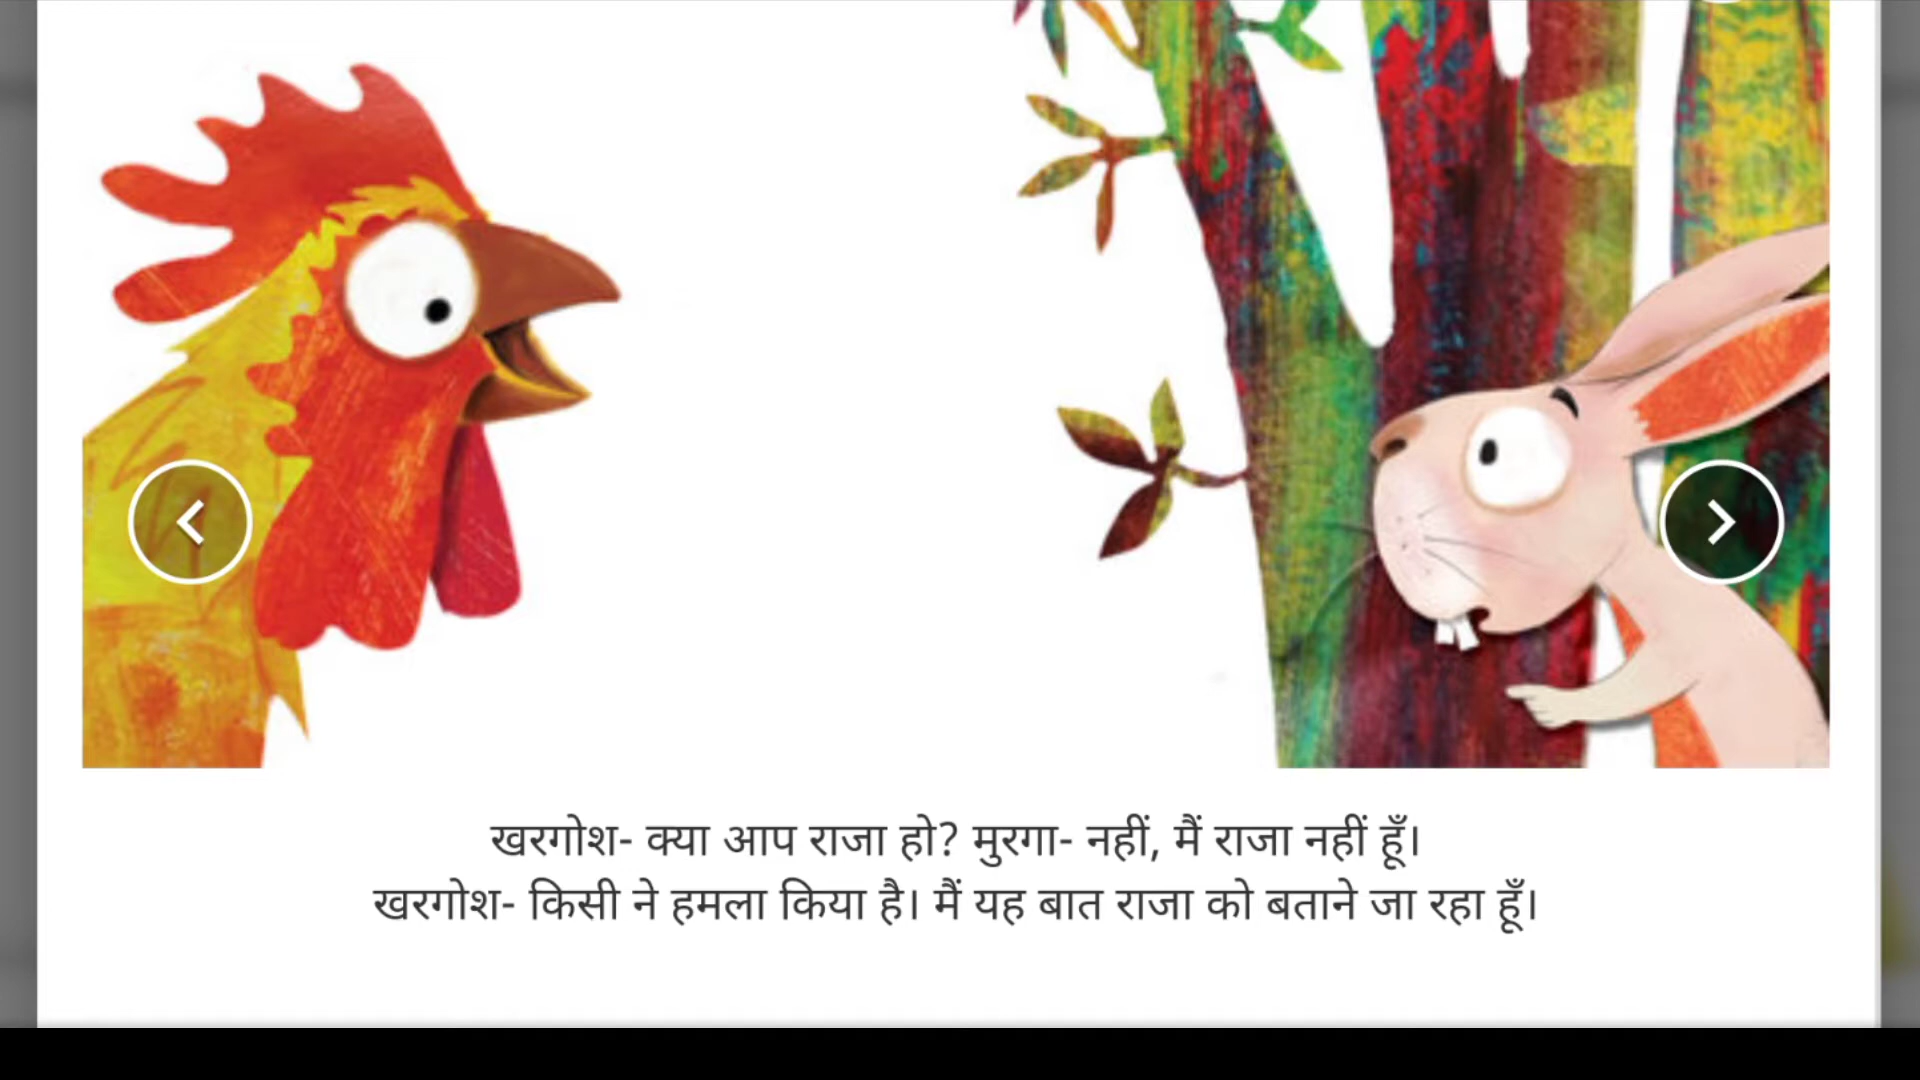 खरगोश- क्या आप राजा हो? मुरगा- नहीं, मैं राजा नहीं हूँ।
खरगोश- किसी ने हमला किया है। मैं यह बात राजा को बताने जा रहा हूँ।